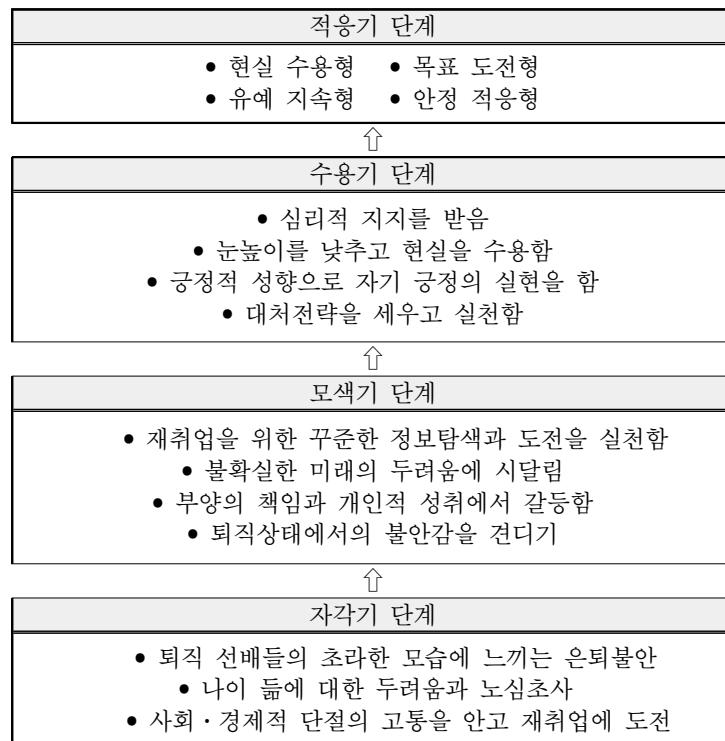 적응기 단계
• 현실 수용형 • 목표 도전형
• 유예 지속형 • 안정 적응형
⇧
수용기 단계
• 심리적 지지를 받음
• 눈높이를 낮추고 현실을 수용함
• 긍정적 성향으로 자기 긍정의 실현을 함
• 대처전략을 세우고 실천함
⇧
모색기 단계
• 재취업을 위한 꾸준한 정보탐색과 도전을 실천함
• 불확실한 미래의 두려움에 시달림
• 부양의 책임과 개인적 성취에서 갈등함
• 퇴직상태에서의 불안감을 견디기
⇧
자각기 단계
• 퇴직 선배들의 초라한 모습에 느끼는 은퇴불안
• 나이 듦에 대한 두려움과 노심초사
• 사회·경제적 단절의 고통을 안고 재취업에 도전